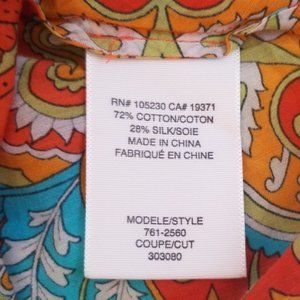 RN# 105230 CA# 19371
72% COTTON/COTON
28% SILK/SOIE
MADE IN CHINA
FABRIQUÉ EN CHINE
MODELE/STYLE
761-2560
COUPE/CUT
303080